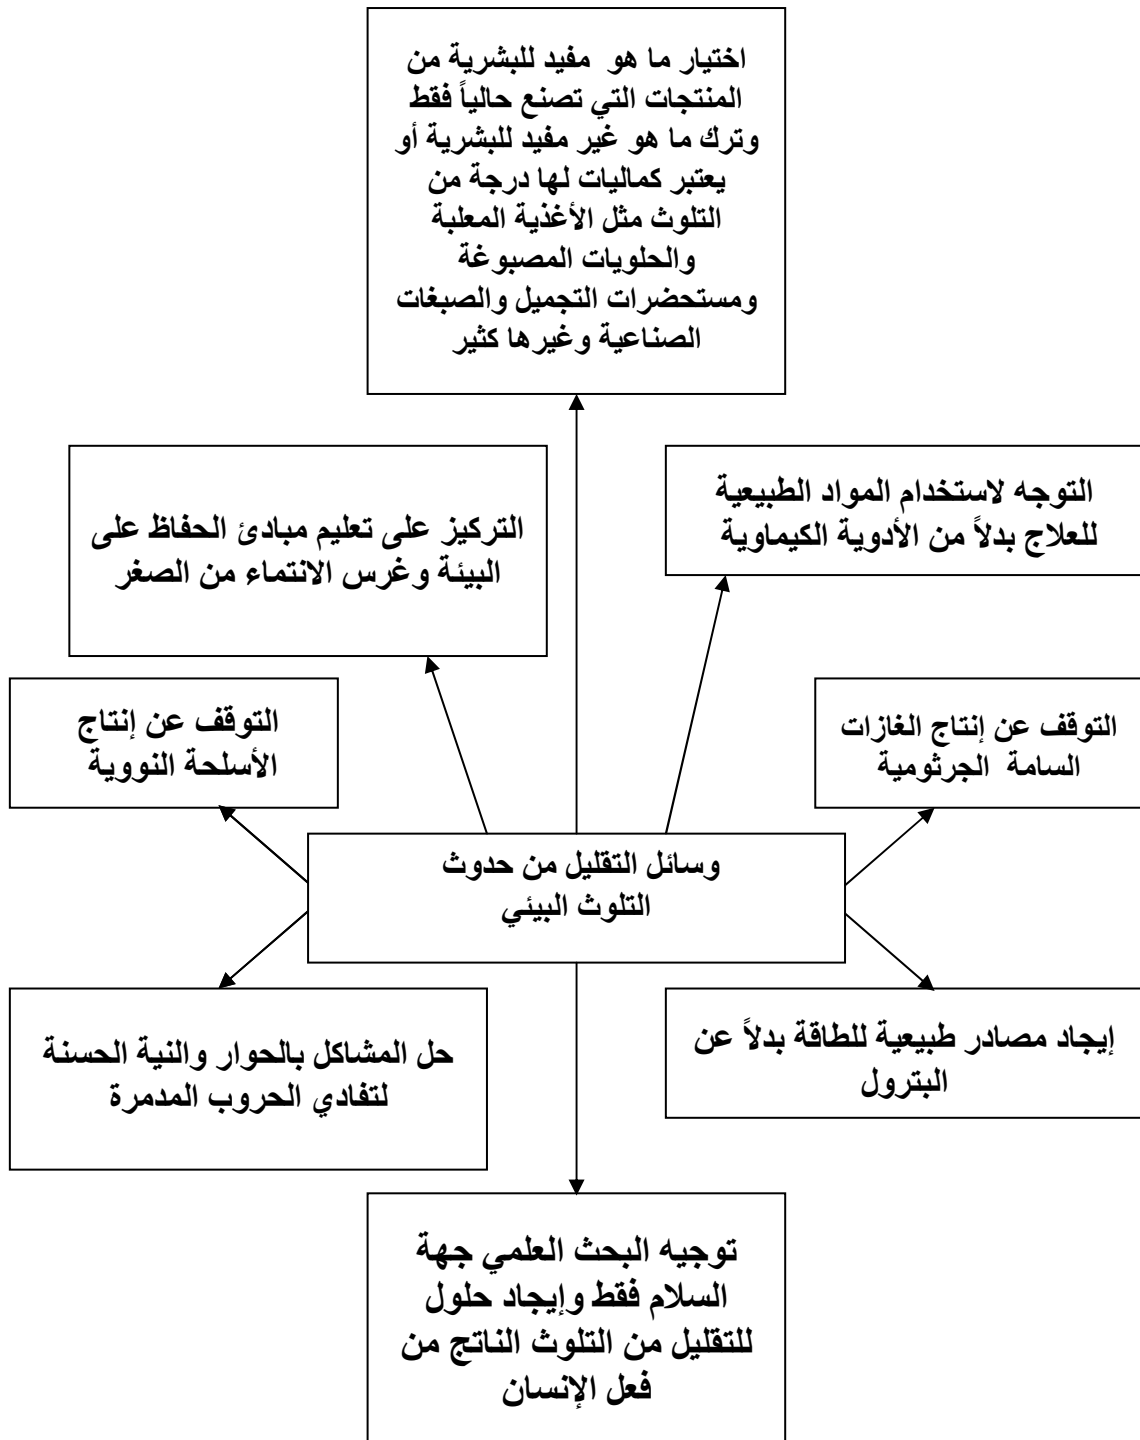 اختيار ما هو مفيد للبشرية من
المنتجات التي تصنع حالياً فقط
وترك ما هو غير مفيد للبشرية أو
يعتبر كماليات لها درجة من
التلوث مثل الأغذية المعلبة
والحلويات المصبوغة
ومستحضرات التجميل والصبغات
الصناعية وغيرها كثير
التوجه لاستخدام المواد الطبيعية
للعلاج بدلاً من الأدوية الكيماوية
التركيز على تعليم مبادئ الحفاظ على
البيئة وغرس الانتماء من الصغر
التوقف عن إنتاج الغازات
السامة الجرثومية
التوقف عن إنتاج
الأسلحة النووية
وسائل التقليل من حدوث
التلوث البيئي
إيجاد مصادر طبيعية للطاقة بدلاً عن
البترول
حل المشاكل بالحوار والنية الحسنة
لتفادي الحروب المدمرة
توجيه البحث العلمي جهة
السلام فقط وإيجاد حلول
للتقليل من التلوث الناتج من
فعل الإنسان